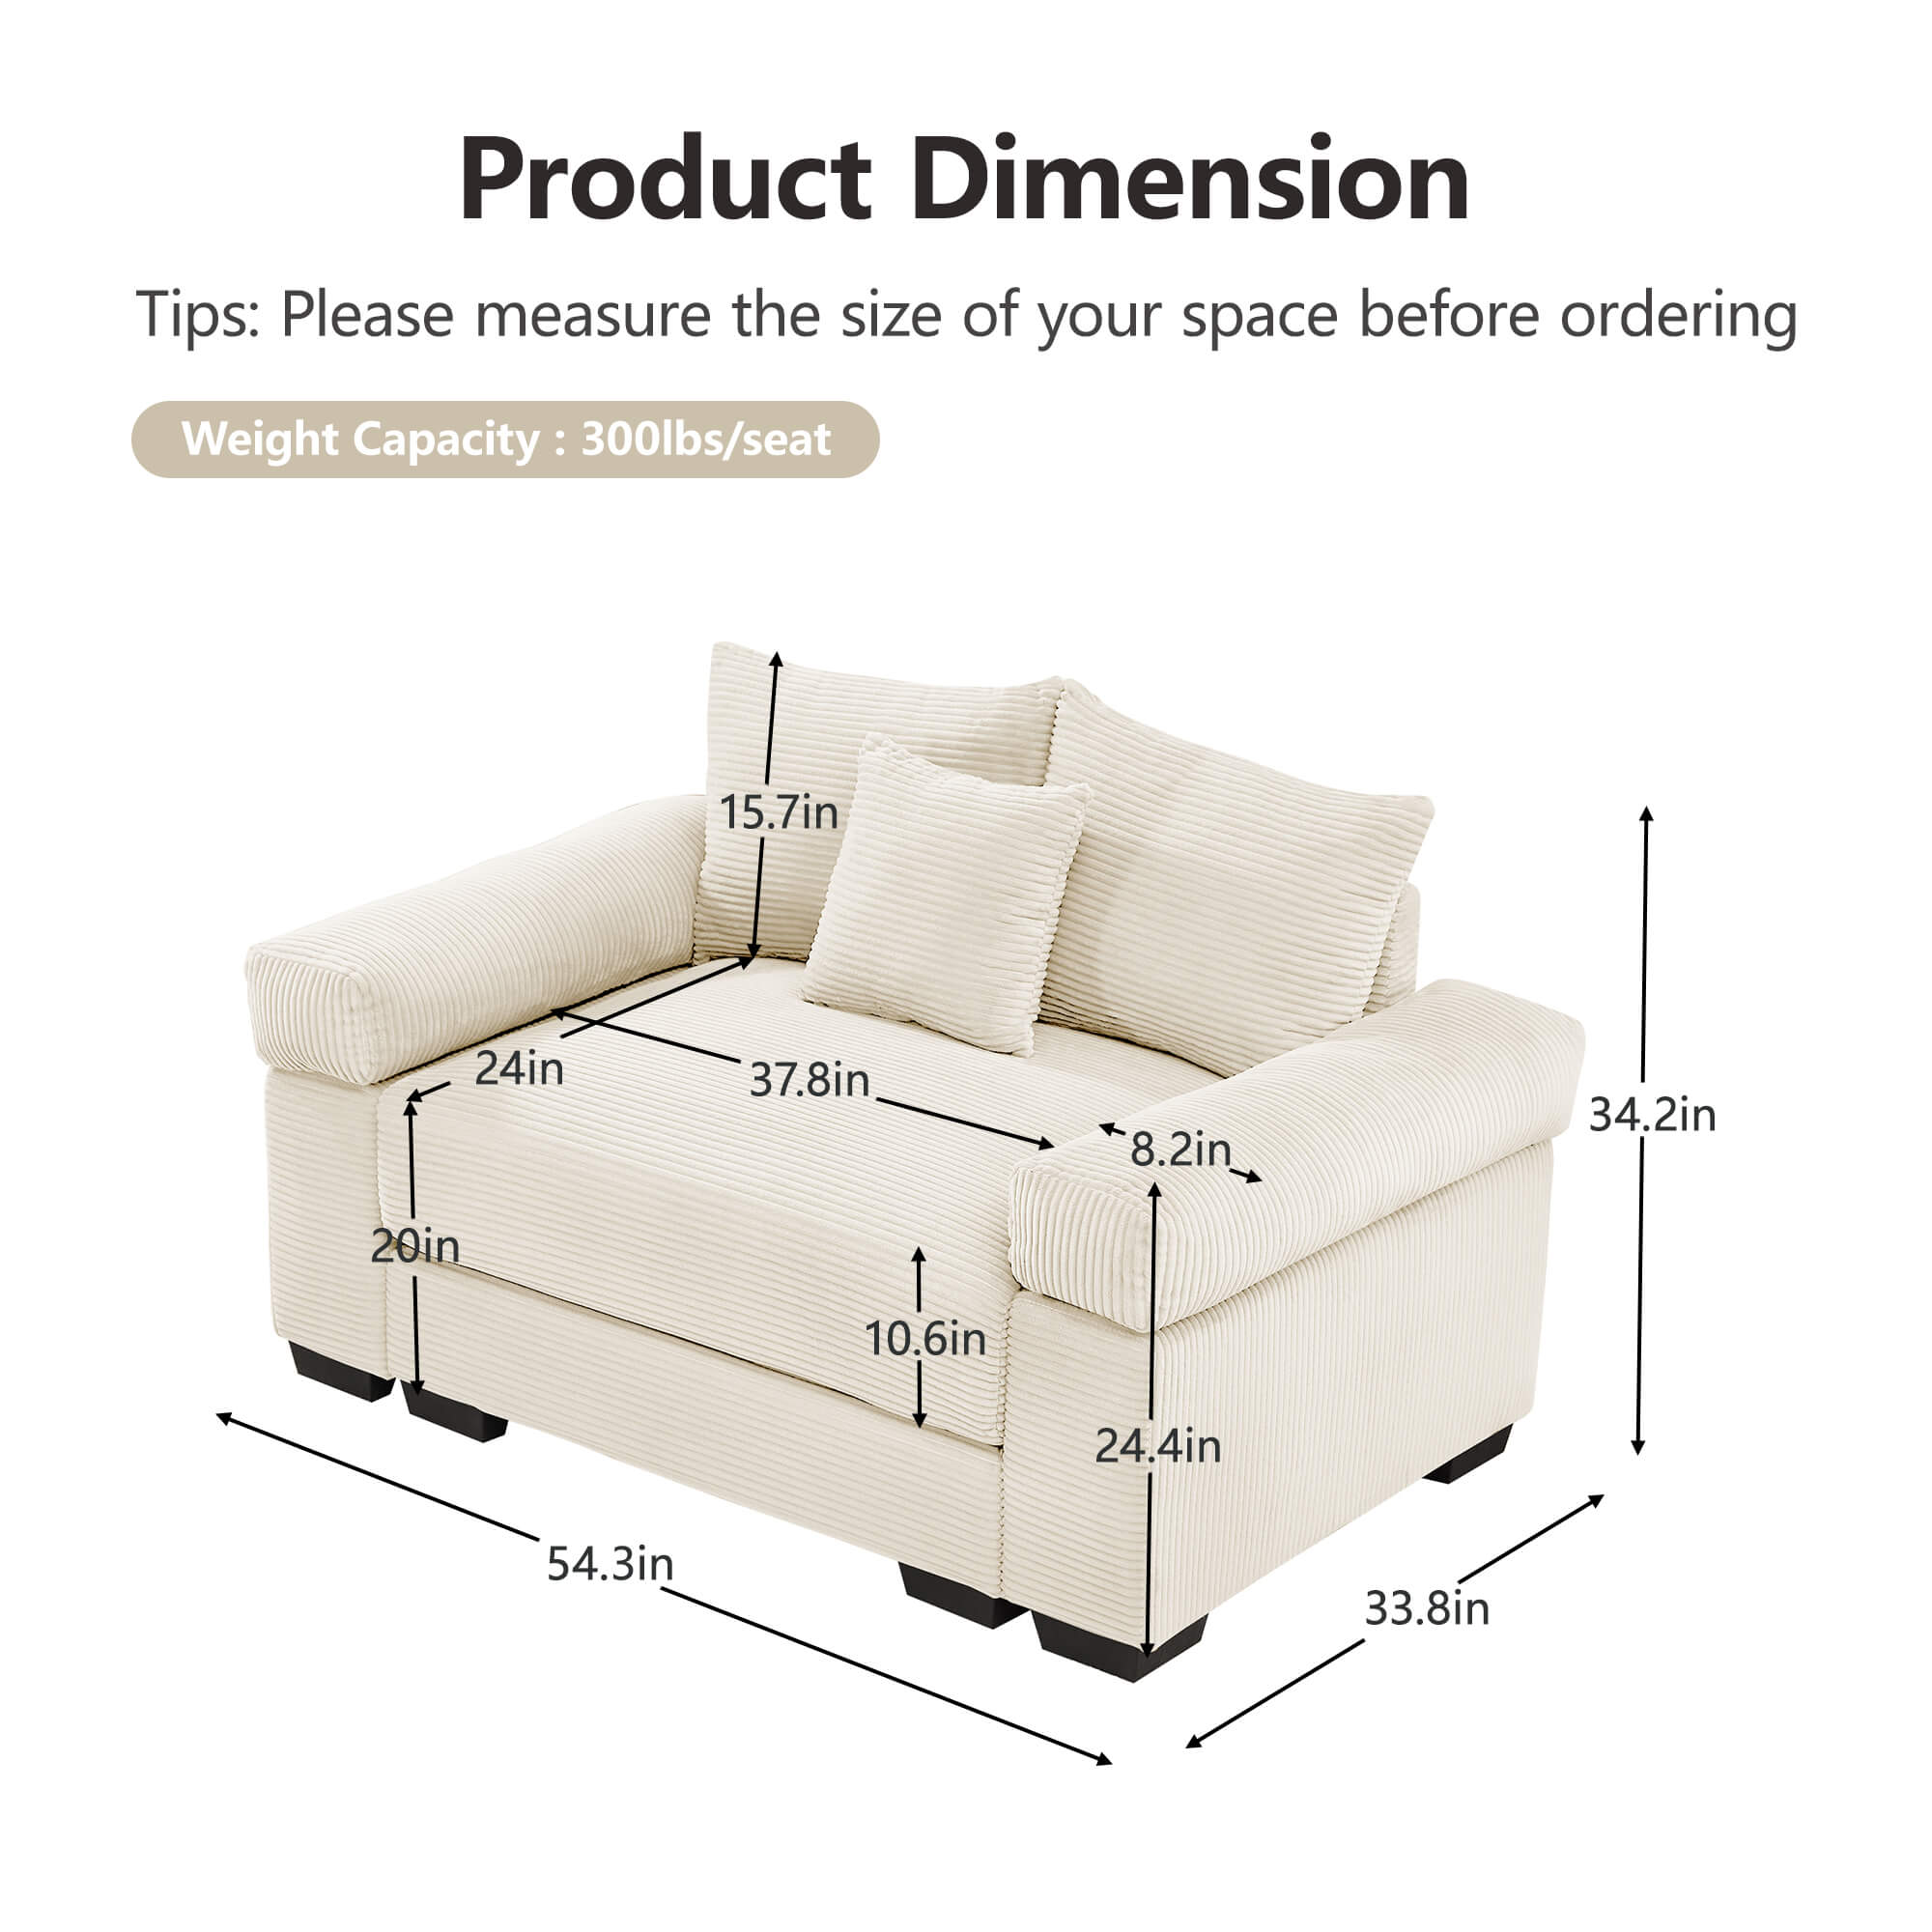 Product Dimension
Tips: Please measure the size of your space before ordering
Weight Capacity : 300lbs/seat
15.7in
24in
37.8in
8.2in
34.2in
20in
10.6in
24.4in
54.3in
33.8in